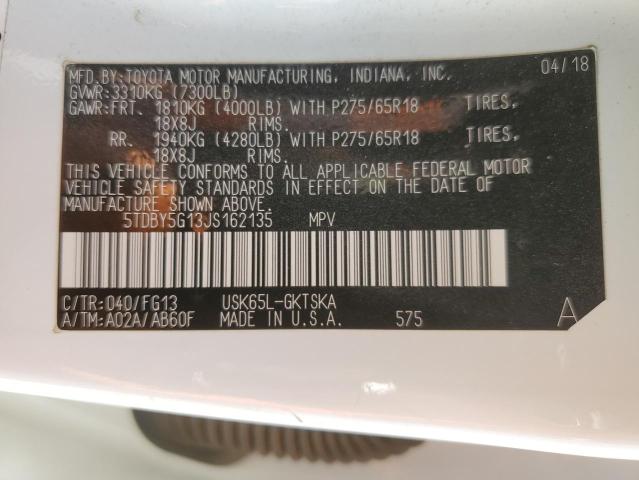 MFD.BY:TOYOTA MOTOR MANUFACTURING, INDIANA, INC. 04/18
GVWR:3310KG (7300LB)
GAWR:FRT. 1810KG (4000LB) WITH P275/65R18 TIRES,
18X8J RIMS.
RR. 1940KG (4280LB) WITH P275/65R18 TIRES,
18X8J RIMS.
THIS VEHICLE CONFORMS TO ALL APPLICABLE FEDERAL MOTOR
VEHICLE SAFETY STANDARDS IN EFFECT ON THE DATE OF
MANUFACTURE SHOWN ABOVE.
5TDBY5G13JS162135 MPV
C/TR:040/FG13 USK65L-GKTSKA
A/TM:A02A/AB60F MADE IN U.S.A. 575 A